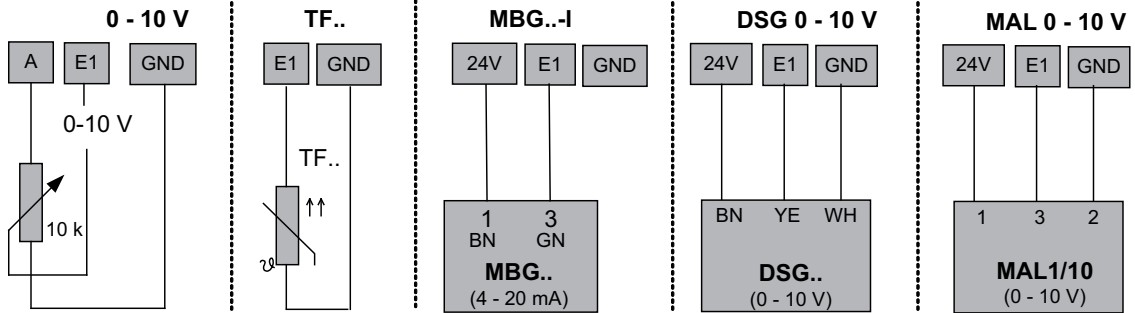 0 - 10 V
A E1 GND
0-10 V
10 k
TF..
E1 GND
TF..
ϑ
MBG..-I
24V E1 GND
1 3
BN GN
MBG..
(4 - 20 mA)
DSG 0 - 10 V
24V E1 GND
BN YE WH
DSG..
(0 - 10 V)
MAL 0 - 10 V
24V E1 GND
1 3 2
MAL1/10
(0 - 10 V)